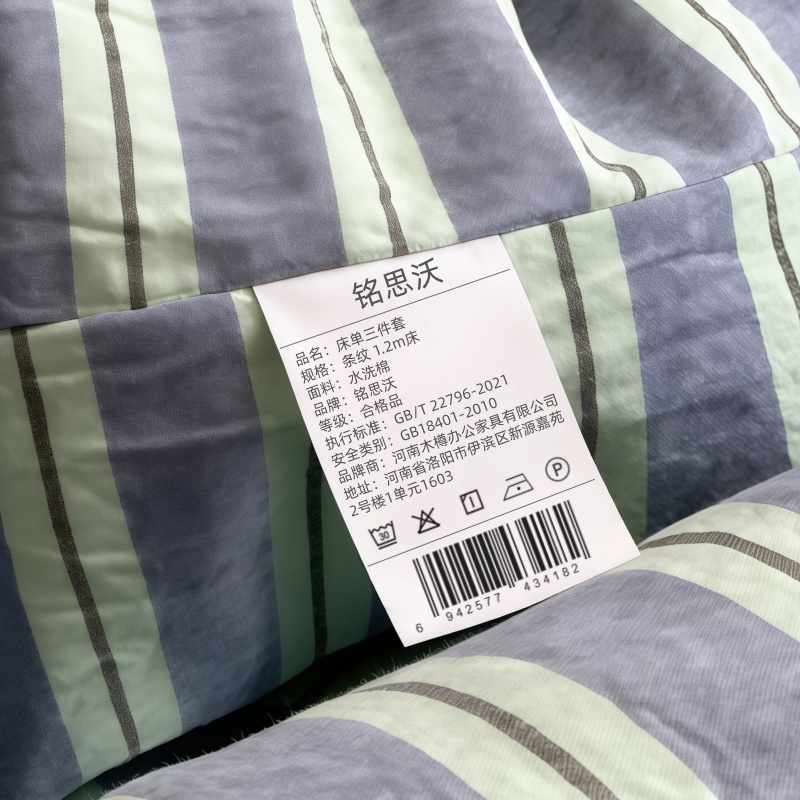 铭思沃
品名：床单三件套
规格：条纹 1.2m床
面料：水洗棉
品牌：铭思沃
等级：合格品
执行标准：GB/T 22796-2021
安全类别：GB18401-2010
品牌商：河南木樽办公家具有限公司
地址：河南省洛阳市伊滨区新源嘉苑
2号楼1单元1603
30
P
6 942577 434182